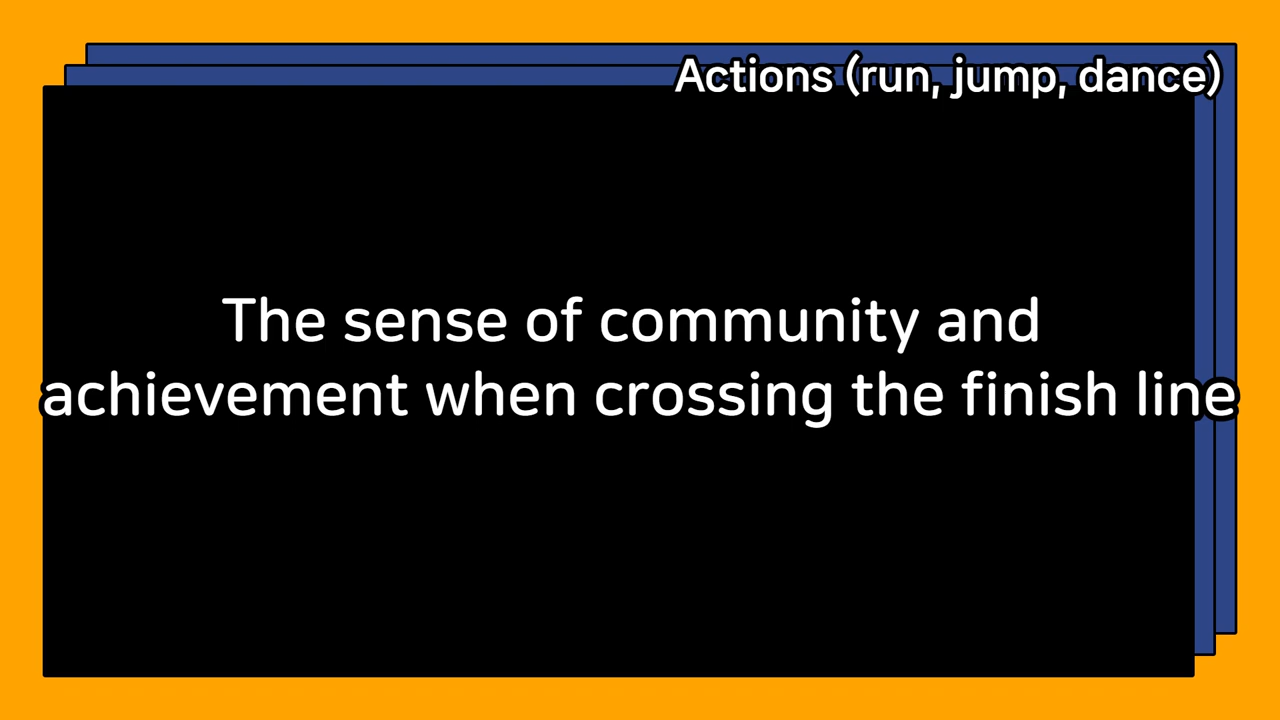 Actions (run, jump, dance)
The sense of community and
achievement when crossing the finish line